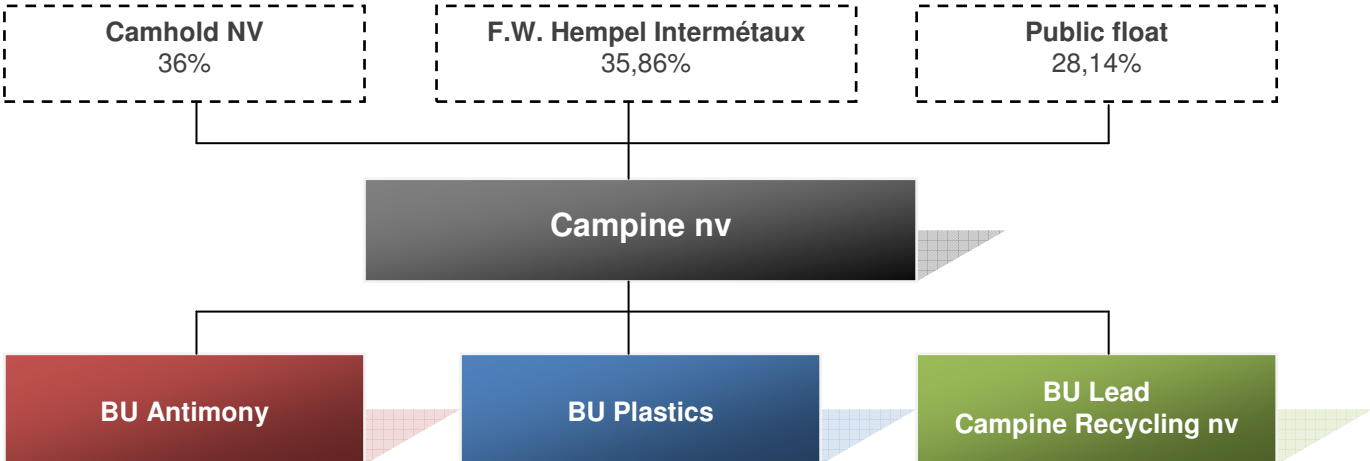 Camhold NV
36%
F.W. Hempel Intermétaux
35,86%
Public float
28,14%
Campine nv
BU Antimony
BU Plastics
BU Lead
Campine Recycling nv